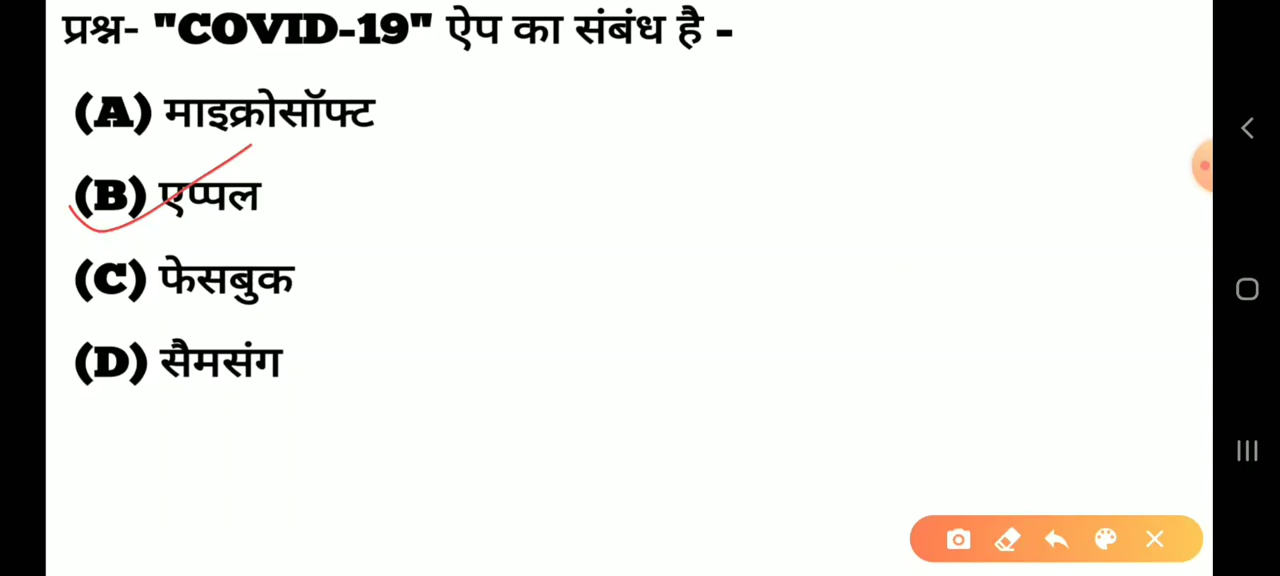 प्रश्न- "COVID-19" ऐप का संबंध है -
(A) माइक्रोसॉफ्ट
(B) एप्पल
(C) फेसबुक
(D) सैमसंग